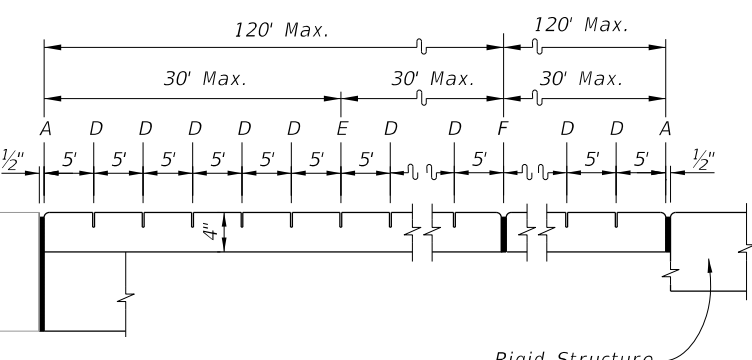 120' Max. 120' Max.
30' Max. 30' Max. 30' Max.
A D D D D D E D D F D D A
½" 5' 5' 5' 5' 5' 5' 5' 5' 5' 5' ½"
4"
Rigid Structure